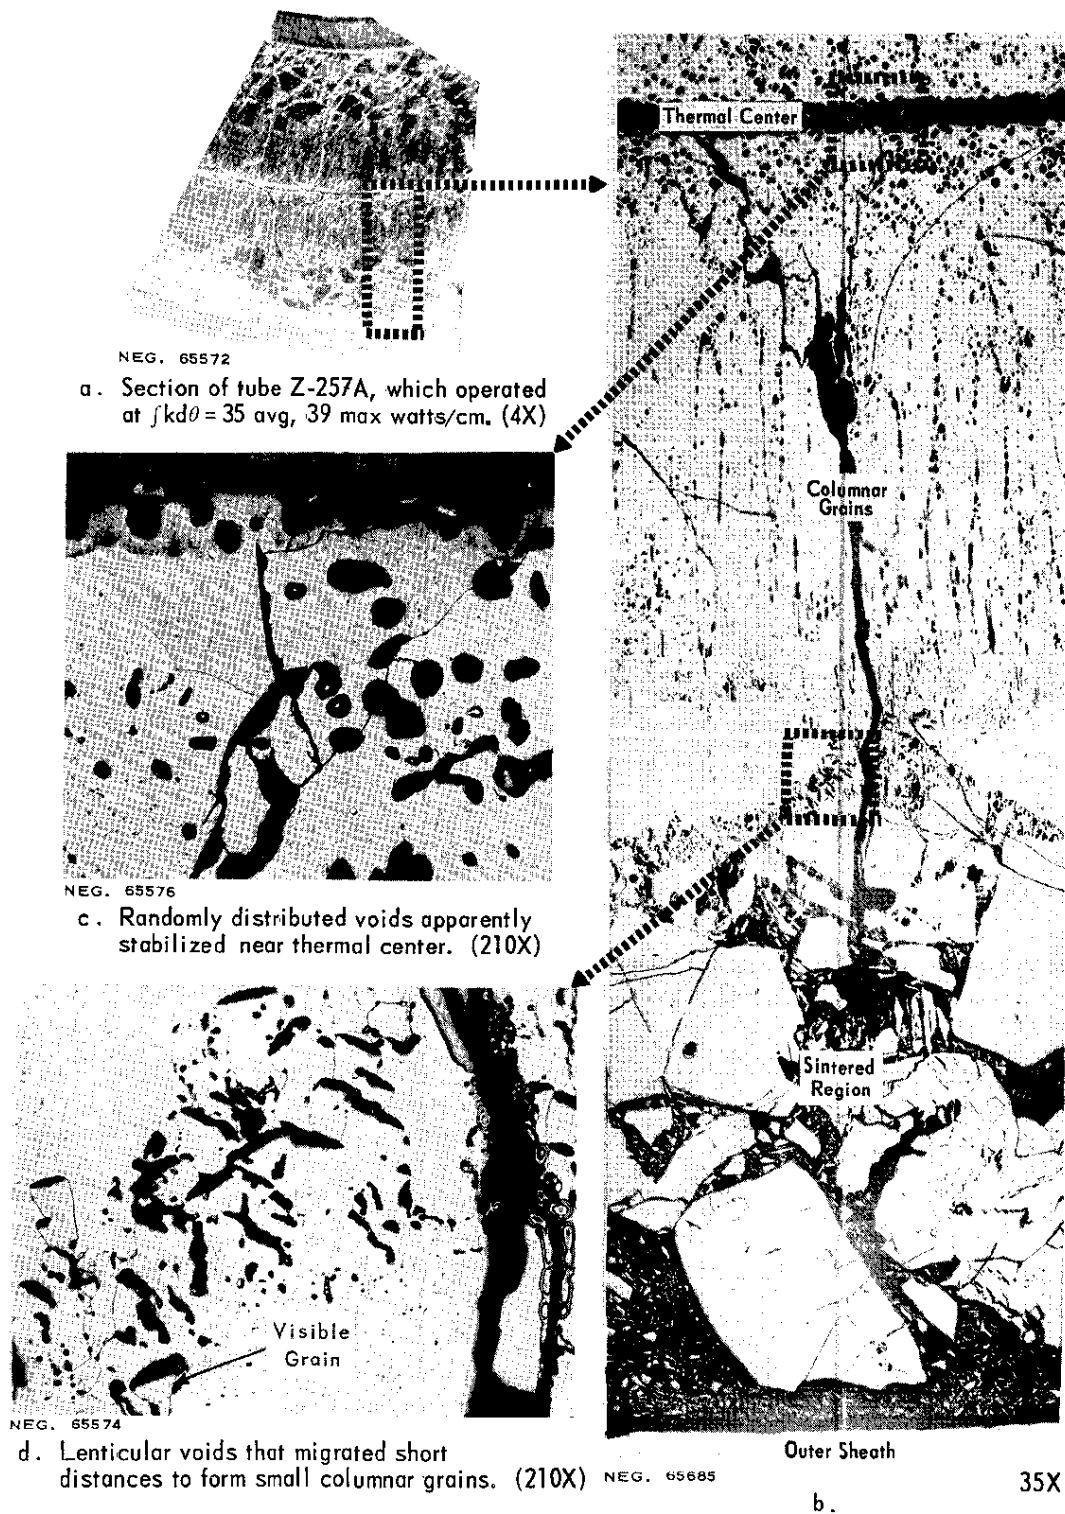 Thermal Center
NEG. 65572
a. Section of tube Z-257A, which operated
at ∫kdθ = 35 avg, 39 max watts/cm. (4X)
Columnar
Grains
NEG. 65576
c. Randomly distributed voids apparently
stabilized near thermal center. (210X)
Sintered
Region
Visible
Grain
NEG. 65574
d. Lenticular voids that migrated short
distances to form small columnar grains. (210X)
Outer Sheath
NEG. 65685
35X
b.